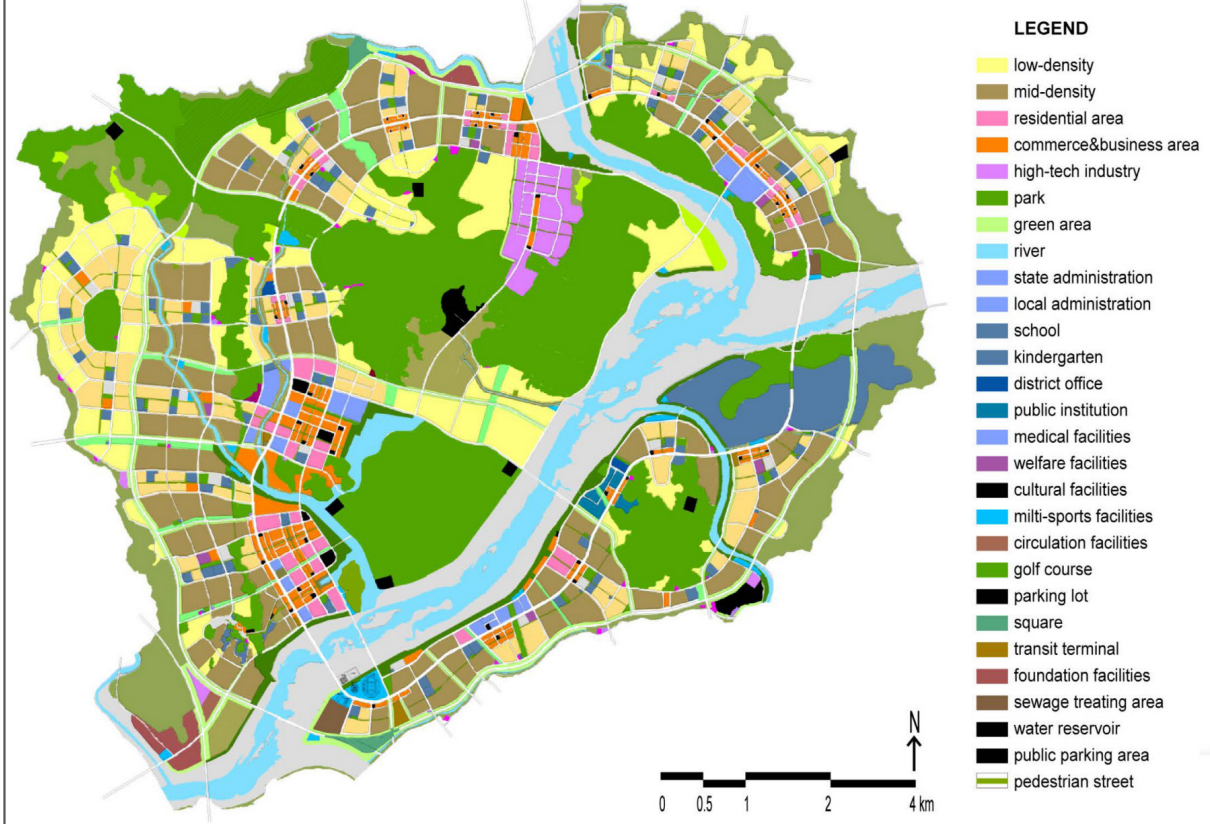 LEGEND
low-density
mid-density
residential area
commerce&business area
high-tech industry
park
green area
river
state administration
local administration
school
kindergarten
district office
public institution
medical facilities
welfare facilities
cultural facilities
milti-sports facilities
circulation facilities
golf course
parking lot
square
transit terminal
foundation facilities
sewage treating area
water reservoir
public parking area
pedestrian street
N
0 0.5 1 2 4 km